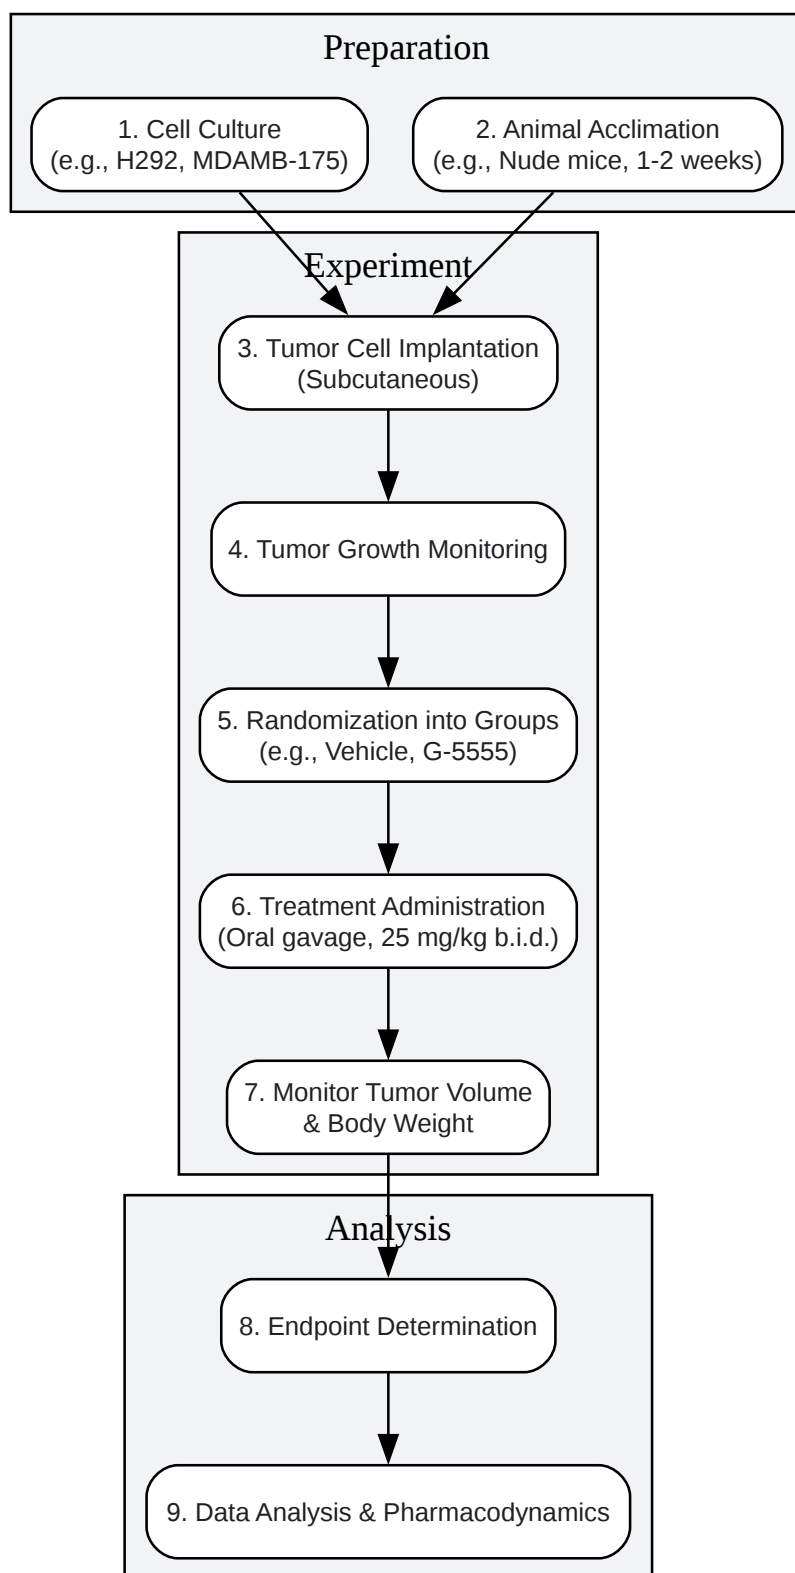 Preparation
1. Cell Culture
(e.g., H292, MDAMB-175)
2. Animal Acclimation
(e.g., Nude mice, 1-2 weeks)
Experiment
3. Tumor Cell Implantation
(Subcutaneous)
4. Tumor Growth Monitoring
5. Randomization into Groups
(e.g., Vehicle, G-5555)
6. Treatment Administration
(Oral gavage, 25 mg/kg b.i.d.)
7. Monitor Tumor Volume
& Body Weight
Analysis
8. Endpoint Determination
9. Data Analysis & Pharmacodynamics